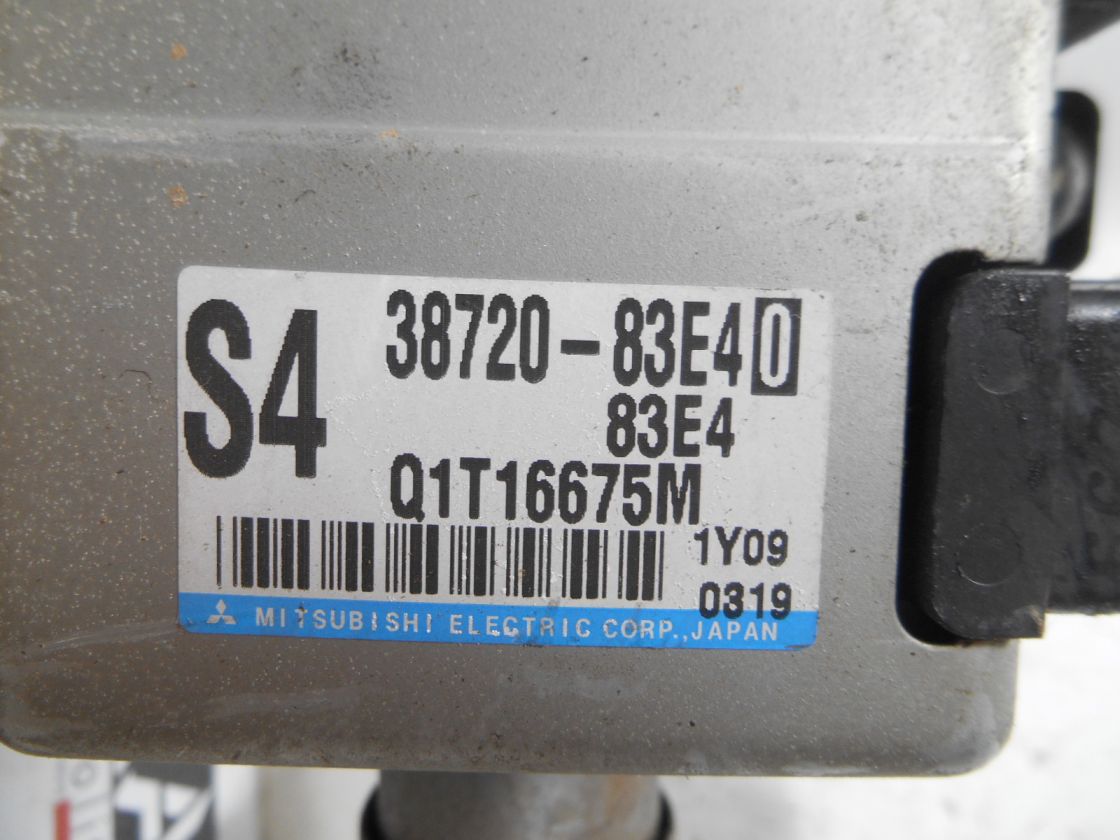 S4
38720-83E40
83E4
Q1T16675M
1Y09
0319
MITSUBISHI ELECTRIC CORP., JAPAN